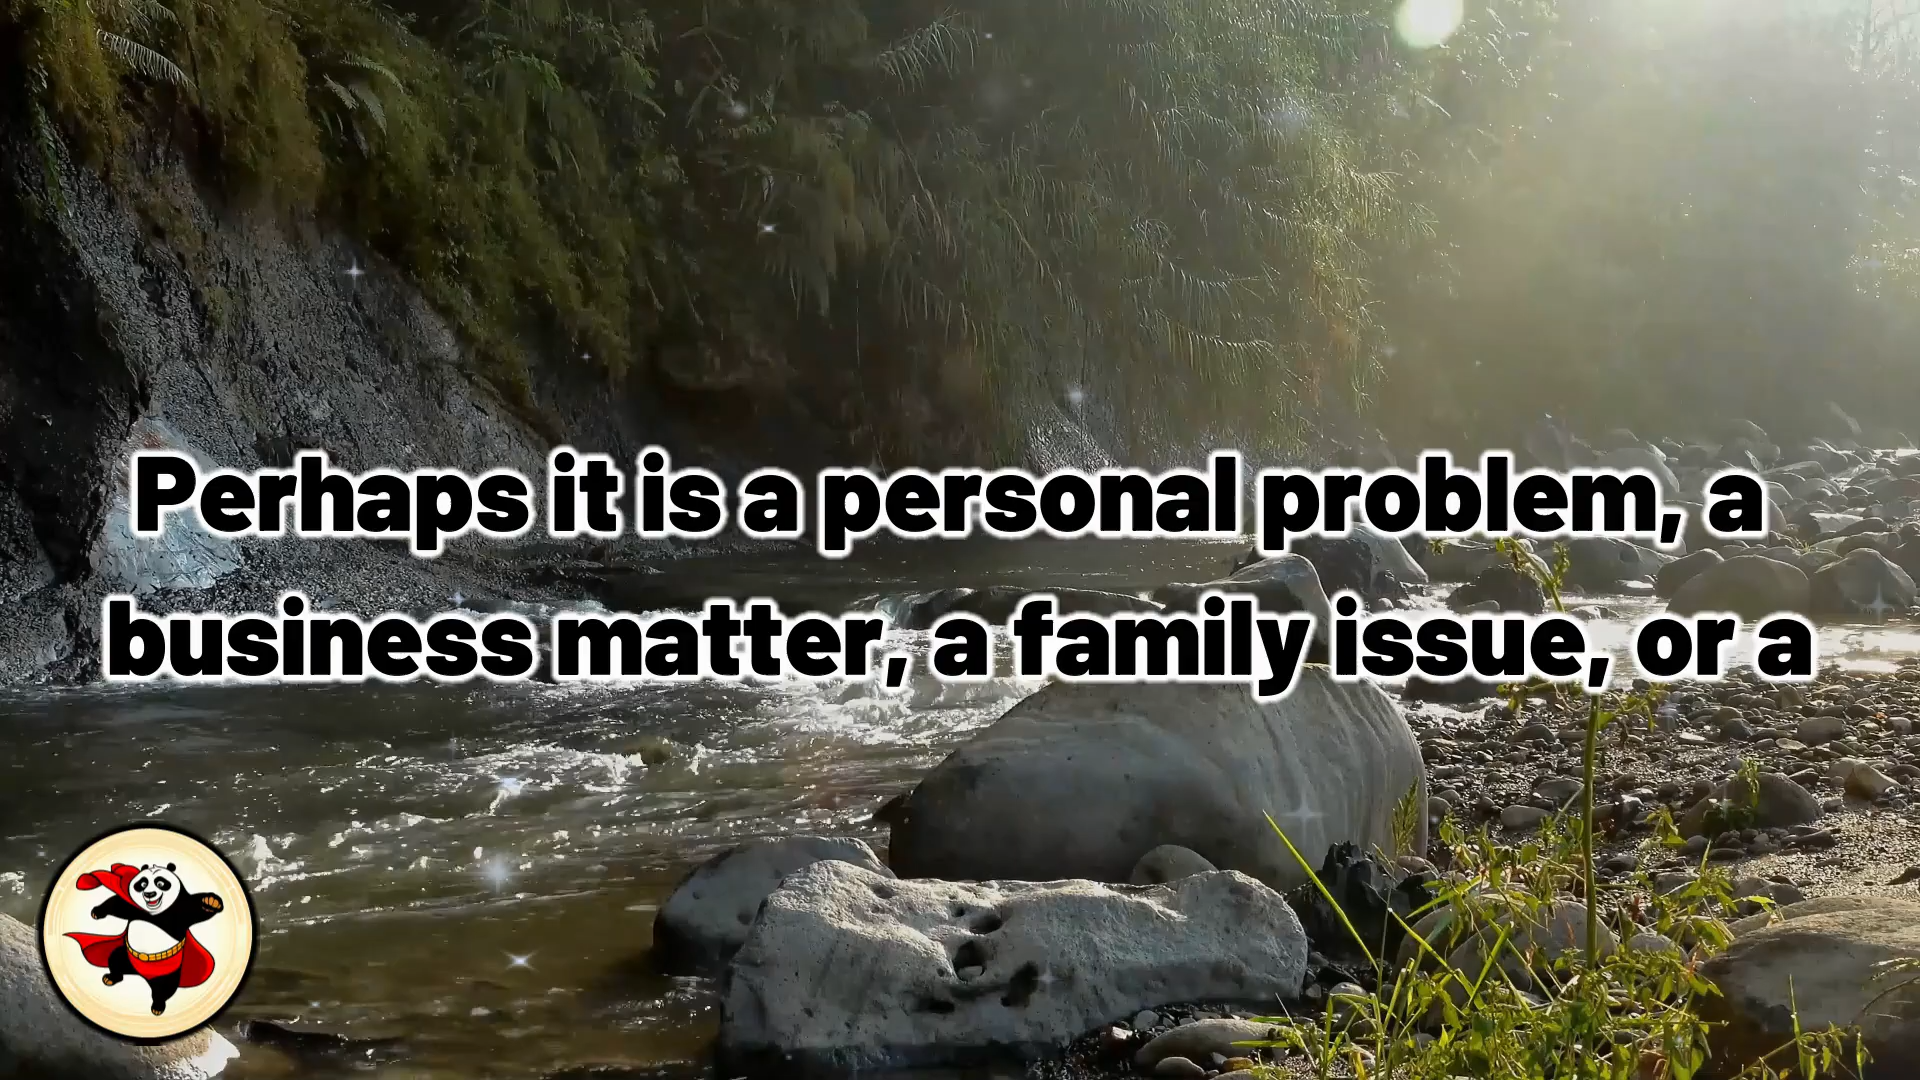 Perhaps it is a personal problem, a
business matter, a family issue, or a